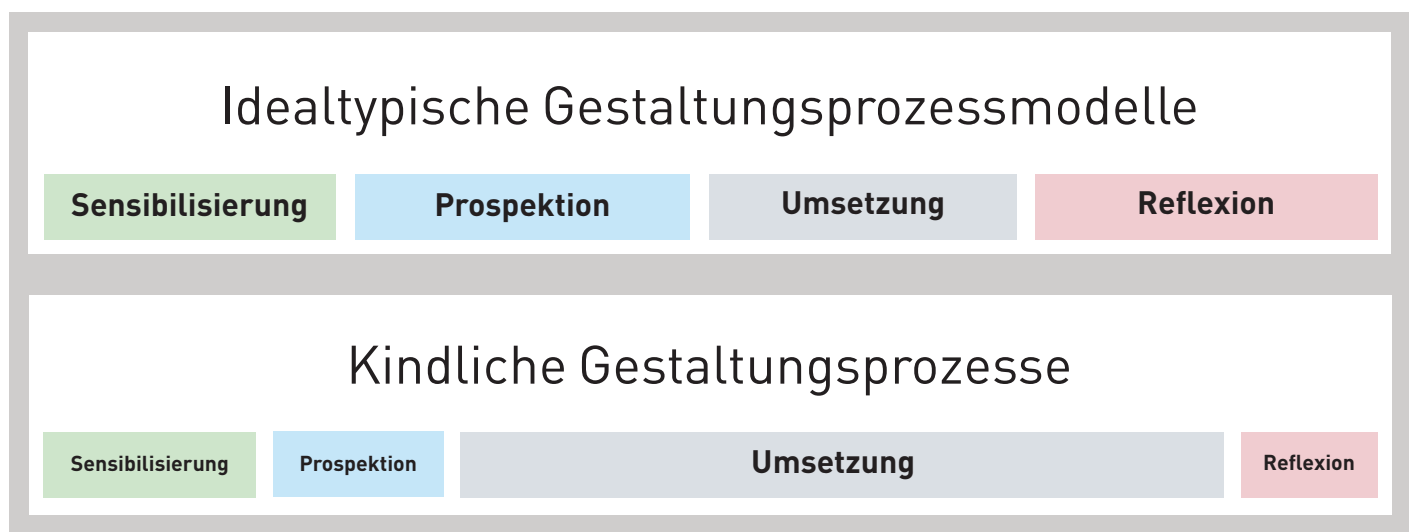 Idealtypische Gestaltungsprozessmodelle
Sensibilisierung Prospektion Umsetzung Reflexion
Kindliche Gestaltungsprozesse
Sensibilisierung Prospektion Umsetzung Reflexion